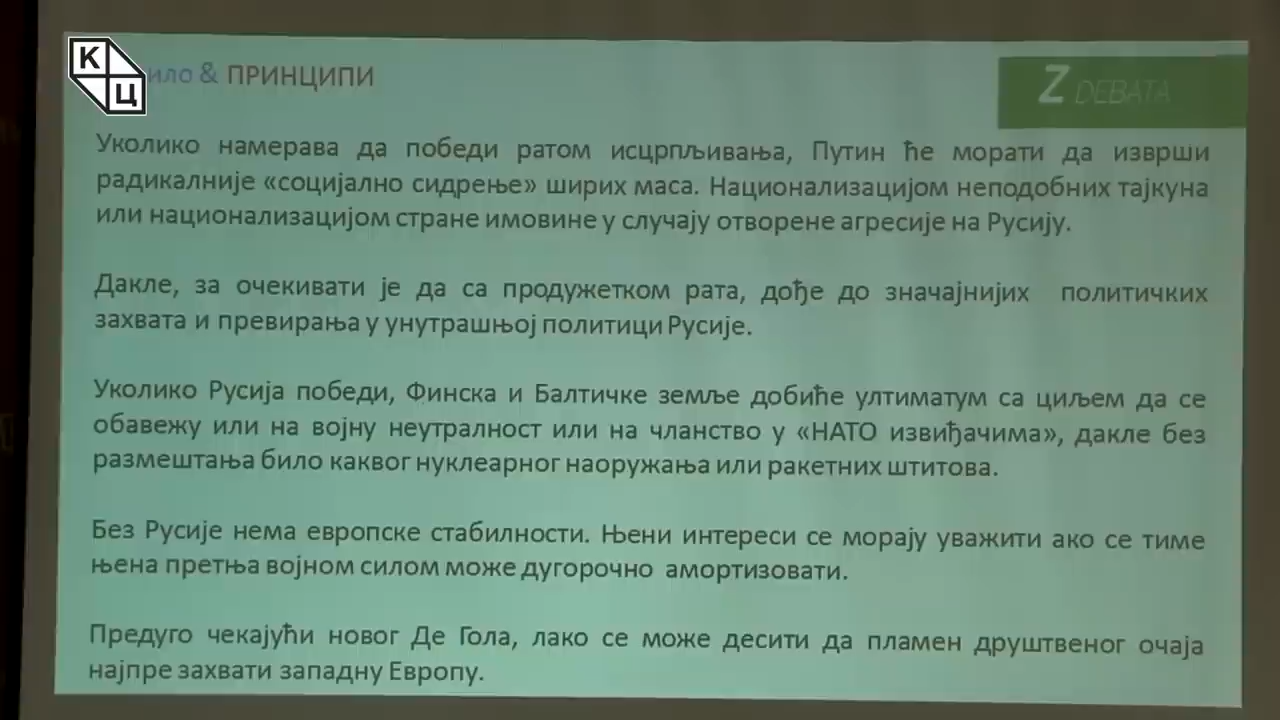 КЦ
ило & ПРИНЦИПИ
Z DEBATA
Уколико намерава да победи ратом исцрпљивања, Путин ће морати да изврши
радикалније «социјално сидрење» ширих маса. Национализацијом неподобних тајкуна
или национализацијом стране имовине у случају отворене агресије на Русију.
Дакле, за очекивати је да са продужетком рата, дође до значајнијих политичких
захвата и превирања у унутрашњој политици Русије.
Уколико Русија победи, Финска и Балтичке земље добиће ултиматум са циљем да се
обавежу или на војну неутралност или на чланство у «НАТО извиђачима», дакле без
размештања било каквог нуклеарног наоружања или ракетних штитова.
Без Русије нема европске стабилности. Њени интереси се морају уважити ако се тиме
њена претња војном силом може дугорочно амортизовати.
Предуго чекајући новог Де Гола, лако се може десити да пламен друштвеног очаја
најпре захвати западну Европу.